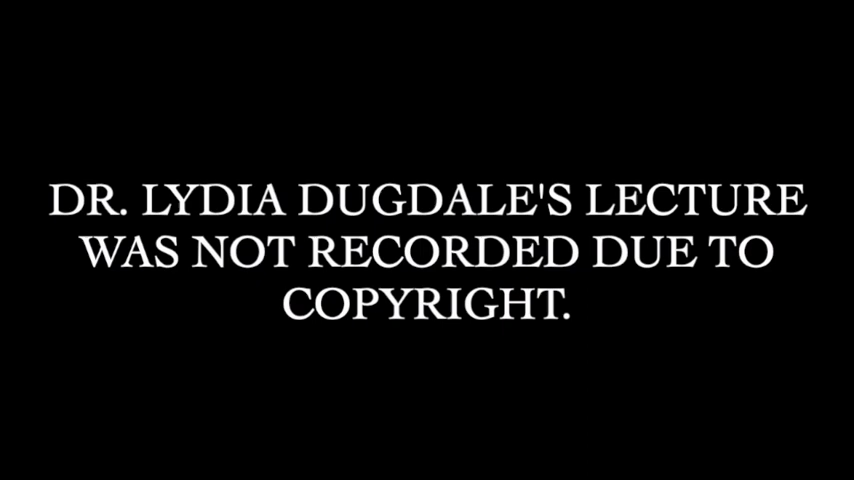 DR. LYDIA DUGDALE'S LECTURE
WAS NOT RECORDED DUE TO
COPYRIGHT.